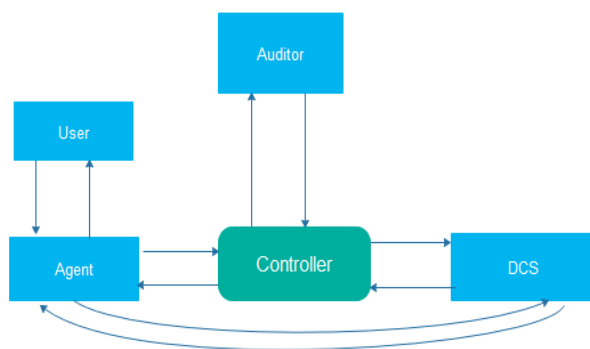 Auditor
User
Agent
Controller
DCS